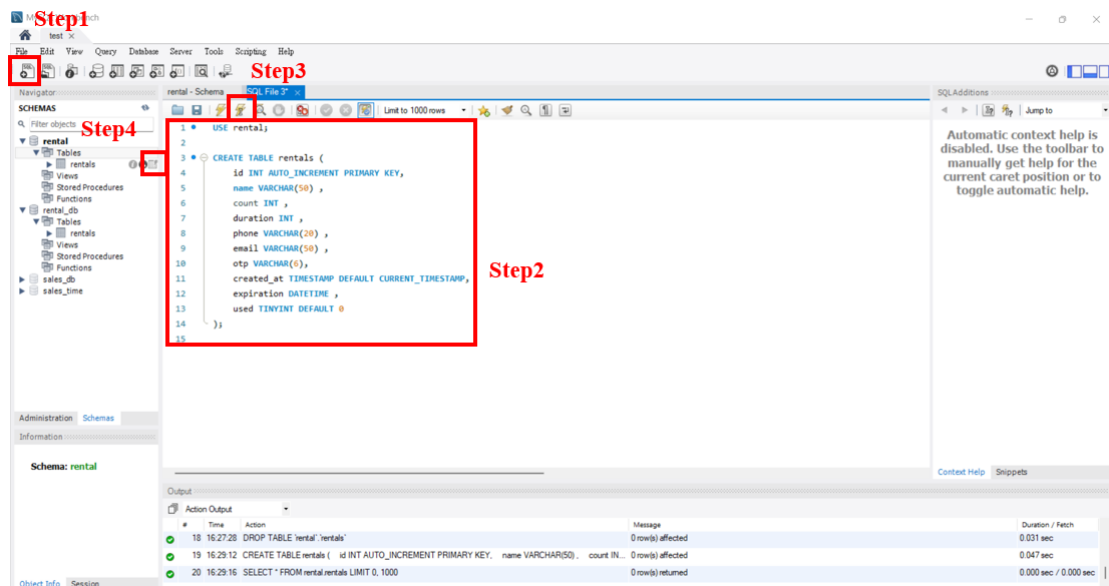 Step1
test ×
File Edit View Query Database Server Tools Scripting Help
Step3
Navigator
rental - Schema
SQL File 3* ×
SQLAdditions
SCHEMAS
Limit to 1000 rows
Jump to
Filter objects
Step4
rental
Tables
rentals
Views
Stored Procedures
Functions
rental_db
Tables
rentals
Views
Stored Procedures
Functions
sales_db
sales_time
1 USE rental;
2
3 CREATE TABLE rentals (
4 id INT AUTO_INCREMENT PRIMARY KEY,
5 name VARCHAR(50) ,
6 count INT ,
7 duration INT ,
8 phone VARCHAR(20) ,
9 email VARCHAR(50) ,
10 otp VARCHAR(6),
11 created_at TIMESTAMP DEFAULT CURRENT_TIMESTAMP,
12 expiration DATETIME ,
13 used TINYINT DEFAULT 0
14 );
15
Step2
Automatic context help is
disabled. Use the toolbar to
manually get help for the
current caret position or to
toggle automatic help.
Administration Schemas
Information
Schema: rental
Context Help Snippets
Output
Action Output
# Time Action Message Duration / Fetch
18 16:27:28 DROP TABLE `rental`.`rentals` 0 row(s) affected 0.031 sec
19 16:29:12 CREATE TABLE rentals ( id INT AUTO_INCREMENT PRIMARY KEY, name VARCHAR(50) , count IN... 0 row(s) affected 0.047 sec
20 16:29:16 SELECT * FROM rental.rentals LIMIT 0, 1000 0 row(s) returned 0.000 sec / 0.000 sec
Object Info Session